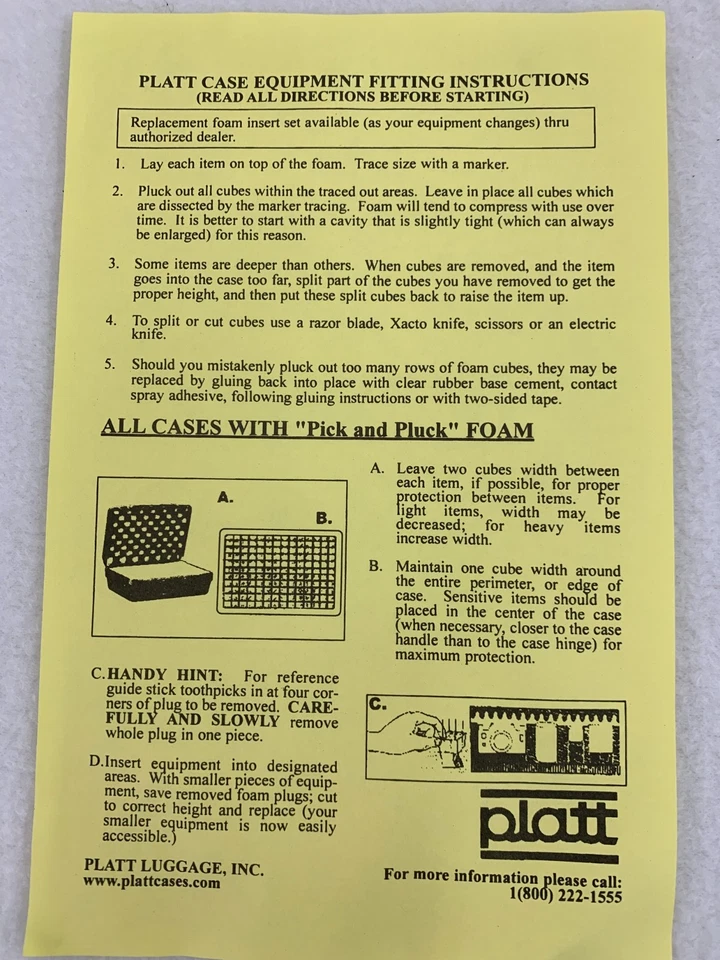 PLATT CASE EQUIPMENT FITTING INSTRUCTIONS
(READ ALL DIRECTIONS BEFORE STARTING)
Replacement foam insert set available (as your equipment changes) thru
authorized dealer.
1. Lay each item on top of the foam. Trace size with a marker.
2. Pluck out all cubes within the traced out areas. Leave in place all cubes which
are dissected by the marker tracing. Foam will tend to compress with use over
time. It is better to start with a cavity that is slightly tight (which can always
be enlarged) for this reason.
3. Some items are deeper than others. When cubes are removed, and the item
goes into the case too far, split part of the cubes you have removed to get the
proper height, and then put these split cubes back to raise the item up.
4. To split or cut cubes use a razor blade, Xacto knife, scissors or an electric
knife.
5. Should you mistakenly pluck out too many rows of foam cubes, they may be
replaced by gluing back into place with clear rubber base cement, contact
spray adhesive, following gluing instructions or with two-sided tape.
ALL CASES WITH "Pick and Pluck" FOAM
A.
B.
A. Leave two cubes width between
each item, if possible, for proper
protection between items. For
light items, width may be
decreased; for heavy items
increase width.
B. Maintain one cube width around
the entire perimeter, or edge of
case. Sensitive items should be
placed in the center of the case
(when necessary, closer to the case
handle than to the case hinge) for
maximum protection.
C. HANDY HINT: For reference
guide stick toothpicks in at four cor-
ners of plug to be removed. CARE-
FULLY AND SLOWLY remove
whole plug in one piece.
D. Insert equipment into designated
areas. With smaller pieces of equip-
ment, save removed foam plugs; cut
to correct height and replace (your
smaller equipment is now easily
accessible.)
C.
platt
PLATT LUGGAGE, INC.
www.plattcases.com
For more information please call:
1(800) 222-1555